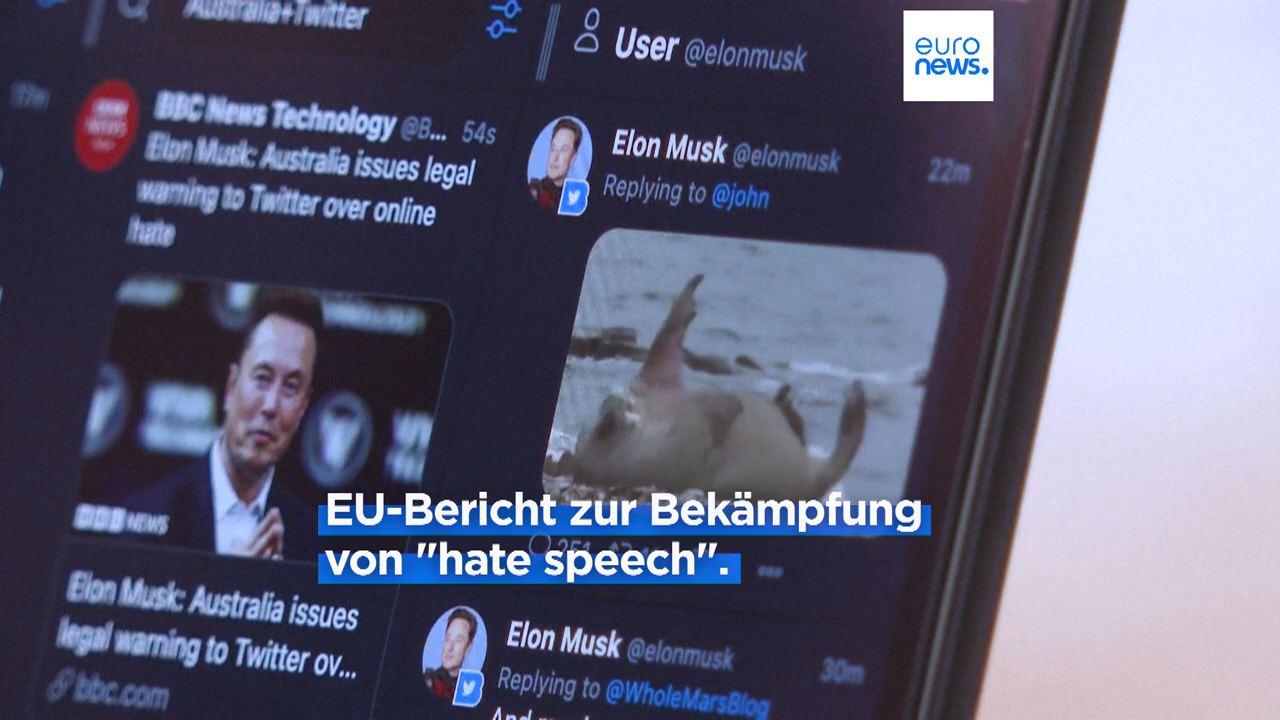 Australia+Twitter
User @elonmusk
euro
news.
BBC News Technology @B... 54s
Elon Musk: Australia issues legal
warning to Twitter over online
hate
Elon Musk @elonmusk 22m
Replying to @john
NEWS
EU-Bericht zur Bekämpfung
von "hate speech".
Elon Musk: Australia issues
legal warning to Twitter ov...
bbc.com
Elon Musk @elonmusk 30m
Replying to @WholeMarsBlog